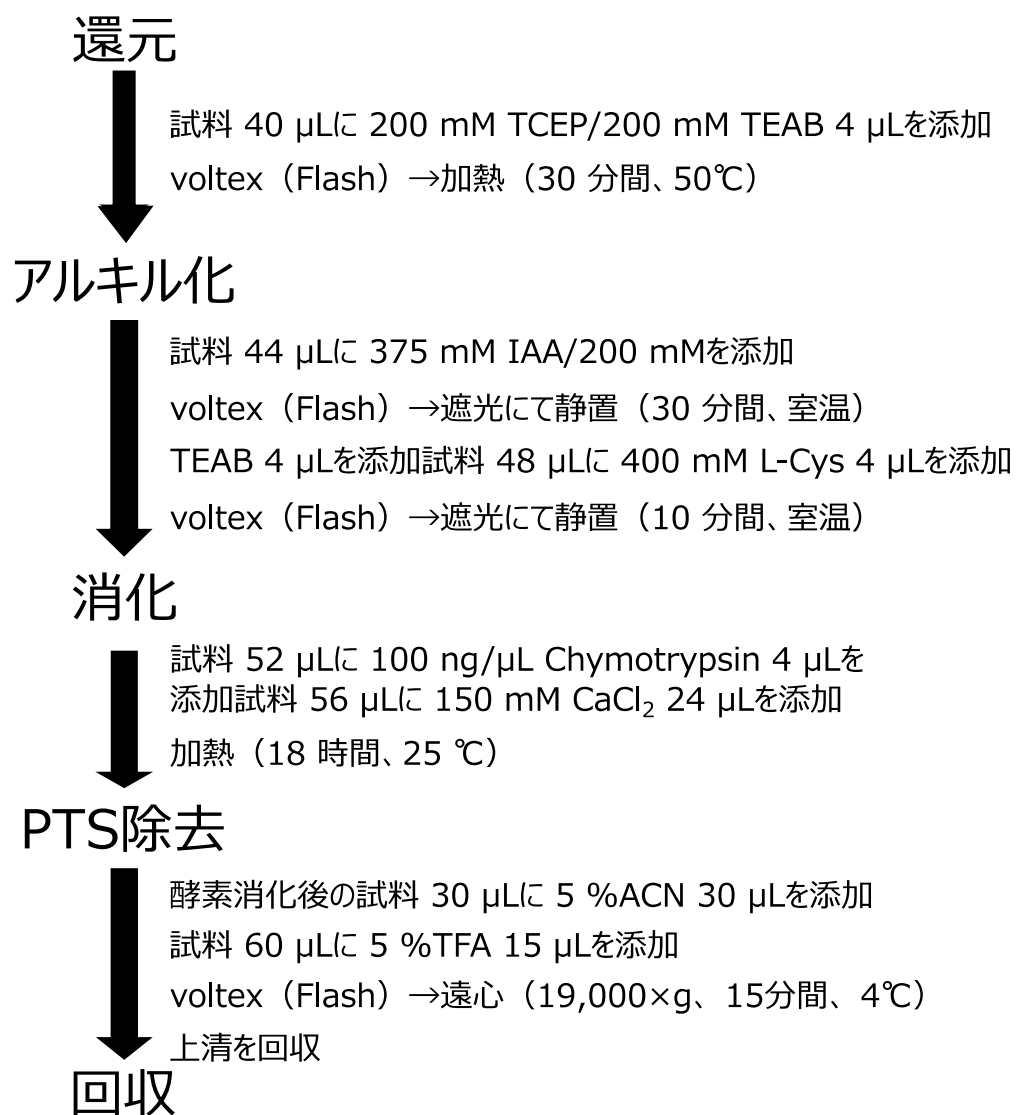 還元
試料 40 μLに 200 mM TCEP/200 mM TEAB 4 μLを添加
voltex（Flash）→加熱（30 分間、50℃）
アルキル化
試料 44 μLに 375 mM IAA/200 mMを添加
voltex（Flash）→遮光にて静置（30 分間、室温）
TEAB 4 μLを添加試料 48 μLに 400 mM L-Cys 4 μLを添加
voltex（Flash）→遮光にて静置（10 分間、室温）
消化
試料 52 μLに 100 ng/μL Chymotrypsin 4 μLを
添加試料 56 μLに 150 mM CaCl₂ 24 μLを添加
加熱（18 時間、25 ℃）
PTS除去
酵素消化後の試料 30 μLに 5 %ACN 30 μLを添加
試料 60 μLに 5 %TFA 15 μLを添加
voltex（Flash）→遠心（19,000×g、15分間、4℃）
上清を回収
回収